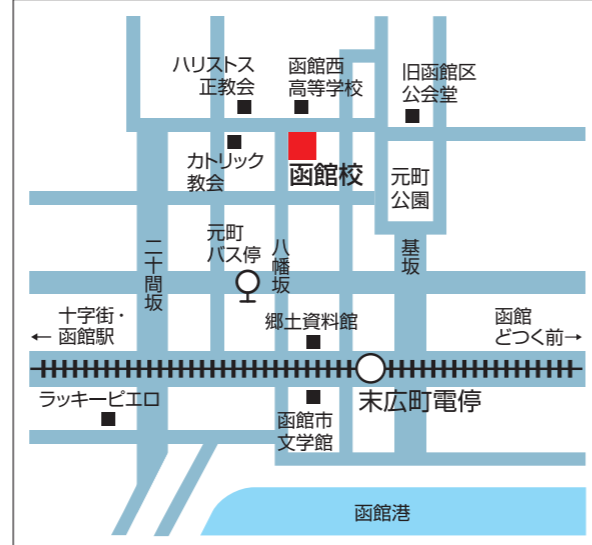 ハリストス
正教会
函館西
高等学校
旧函館区
公会堂
カトリック
教会
函館校
元町
公園
元町
バス停
二十間坂
八幡坂
基坂
十字街・
← 函館駅
郷土資料館
函館
どつく前→
ラッキーピエロ
末広町電停
函館市
文学館
函館港